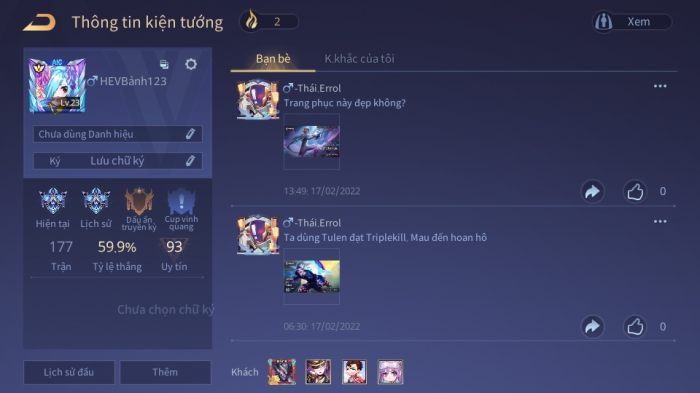 Thông tin kiện tướng
2
Xem
AIC
HEVBảnh123
Lv.23
Chưa dùng Danh hiệu
Ký Lưu chữ ký
Hiện tại
Lịch sử
Dấu ấn truyền kỳ
Cup vinh quang
177
59,9%
93
Trận
Tỷ lệ thắng
Uy tín
Chưa chọn chữ ký
Lịch sử đấu
Thêm
Bạn bè
K.khắc của tôi
-Thái.Errol
Trang phục này đẹp không?
13:49: 17/02/2022
0
-Thái.Errol
Ta dùng Tulen đạt Triplekill. Mau đến hoan hô
06:30: 17/02/2022
0
Khách